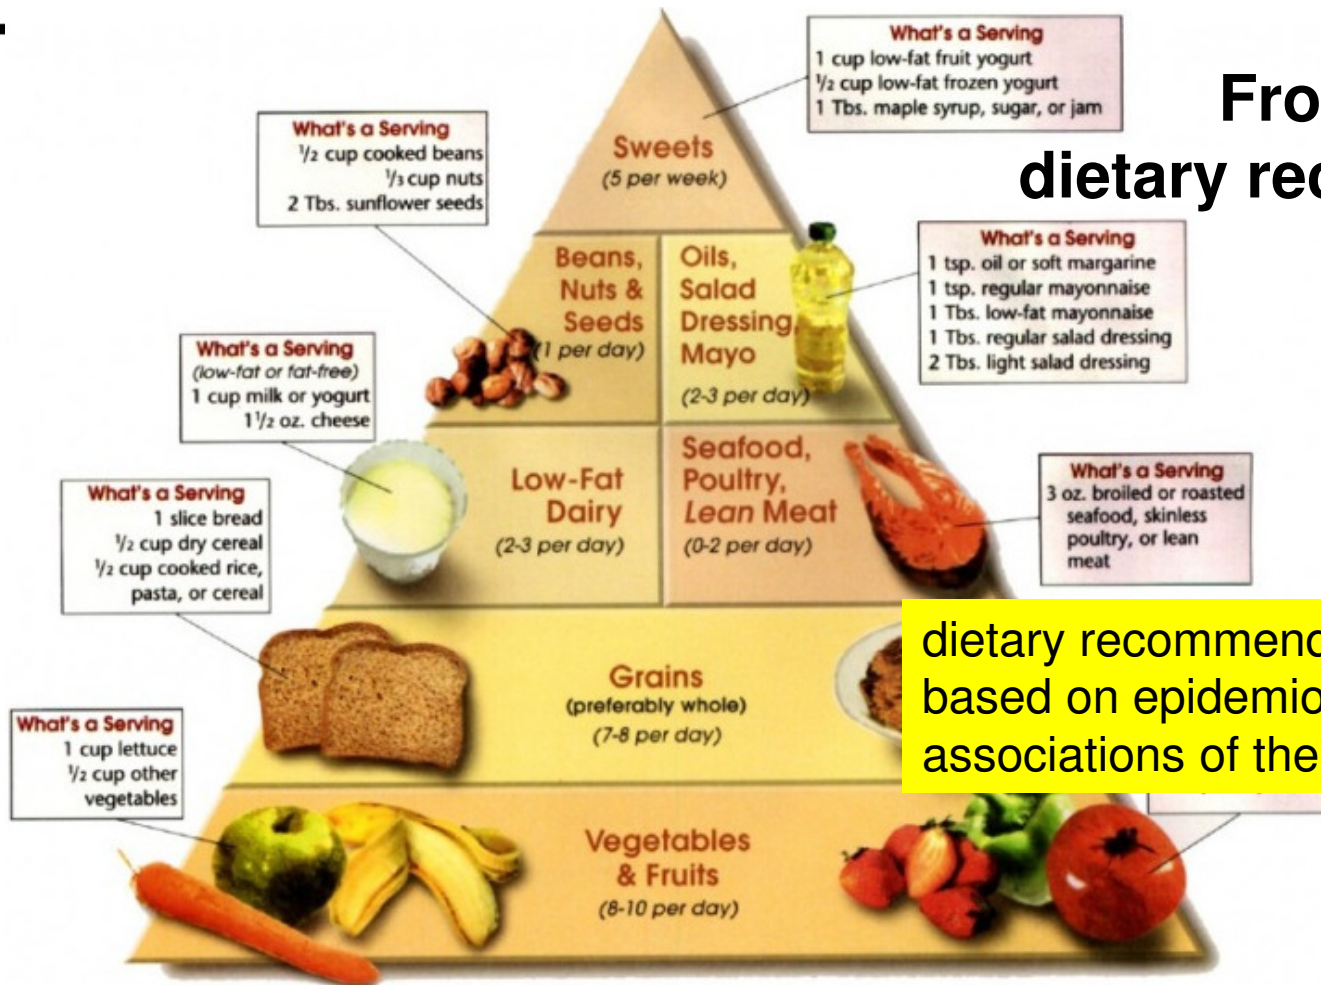 What's a Serving
1 cup low-fat fruit yogurt
½ cup low-fat frozen yogurt
1 Tbs. maple syrup, sugar, or jam
Fro
dietary rec
What's a Serving
½ cup cooked beans
⅓ cup nuts
2 Tbs. sunflower seeds
Sweets
(5 per week)
What's a Serving
1 tsp. oil or soft margarine
1 tsp. regular mayonnaise
1 Tbs. low-fat mayonnaise
1 Tbs. regular salad dressing
2 Tbs. light salad dressing
Beans,
Nuts &
Seeds
(1 per day)
Oils,
Salad
Dressing,
Mayo
(2-3 per day)
What's a Serving
(low-fat or fat-free)
1 cup milk or yogurt
1½ oz. cheese
Low-Fat
Dairy
(2-3 per day)
Seafood,
Poultry,
Lean Meat
(0-2 per day)
What's a Serving
3 oz. broiled or roasted
seafood, skinless
poultry, or lean
meat
What's a Serving
1 slice bread
½ cup dry cereal
½ cup cooked rice,
pasta, or cereal
Grains
(preferably whole)
(7-8 per day)
dietary recommend
based on epidemio
associations of the
What's a Serving
1 cup lettuce
½ cup other
vegetables
Vegetables
& Fruits
(8-10 per day)